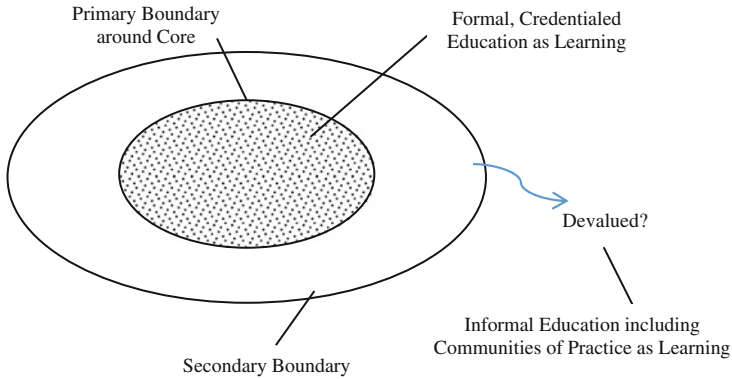 Primary Boundary
around Core
Formal, Credentialed
Education as Learning
Devalued?
Informal Education including
Communities of Practice as Learning
Secondary Boundary